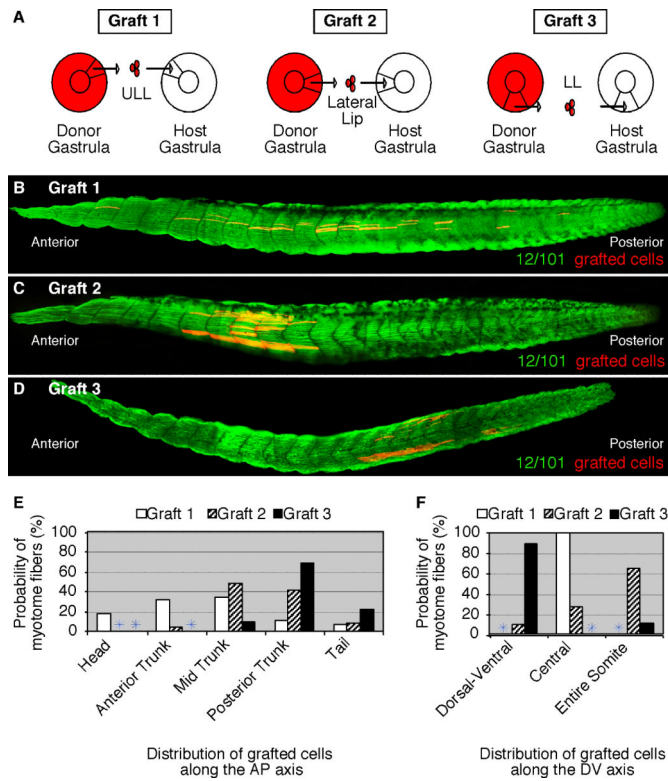 A
Graft 1
Graft 2
Graft 3
ULL
Lateral
Lip
LL
Donor
Gastrula
Host
Gastrula
Donor
Gastrula
Host
Gastrula
Donor
Gastrula
Host
Gastrula
B Graft 1
Anterior
Posterior
12/101 grafted cells
C Graft 2
Anterior
Posterior
12/101 grafted cells
D Graft 3
Anterior
Posterior
12/101 grafted cells
E
Graft 1 Graft 2 Graft 3
Probability of
myotome fibers (%)
100
80
60
40
20
0
* * *
Head
Anterior Trunk
Mid Trunk
Posterior Trunk
Tail
Distribution of grafted cells
along the AP axis
F
Graft 1 Graft 2 Graft 3
Probability of
myotome fibers (%)
100
80
60
40
20
0
* * *
Dorsal-Ventral
Central
Entire Somite
Distribution of grafted cells
along the DV axis